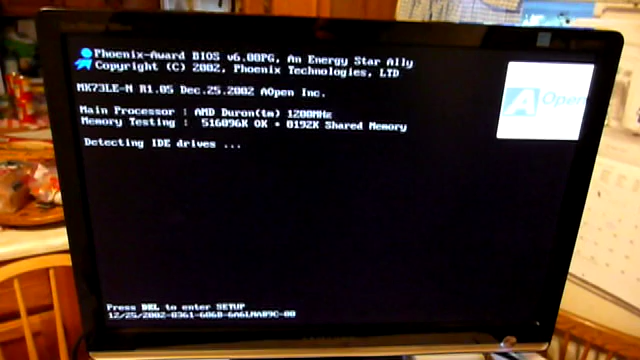 Phoenix-Award BIOS v6.00PG, An Energy Star Ally
Copyright (C) 2002, Phoenix Technologies, LTD
AOpen
MK73LE-N R1.05 Dec.25.2002 AOpen Inc.
Main Processor : AMD Duron(tm) 1200MHz
Memory Testing : 516096K OK + 8192K Shared Memory
Detecting IDE drives ...
Press DEL to enter SETUP